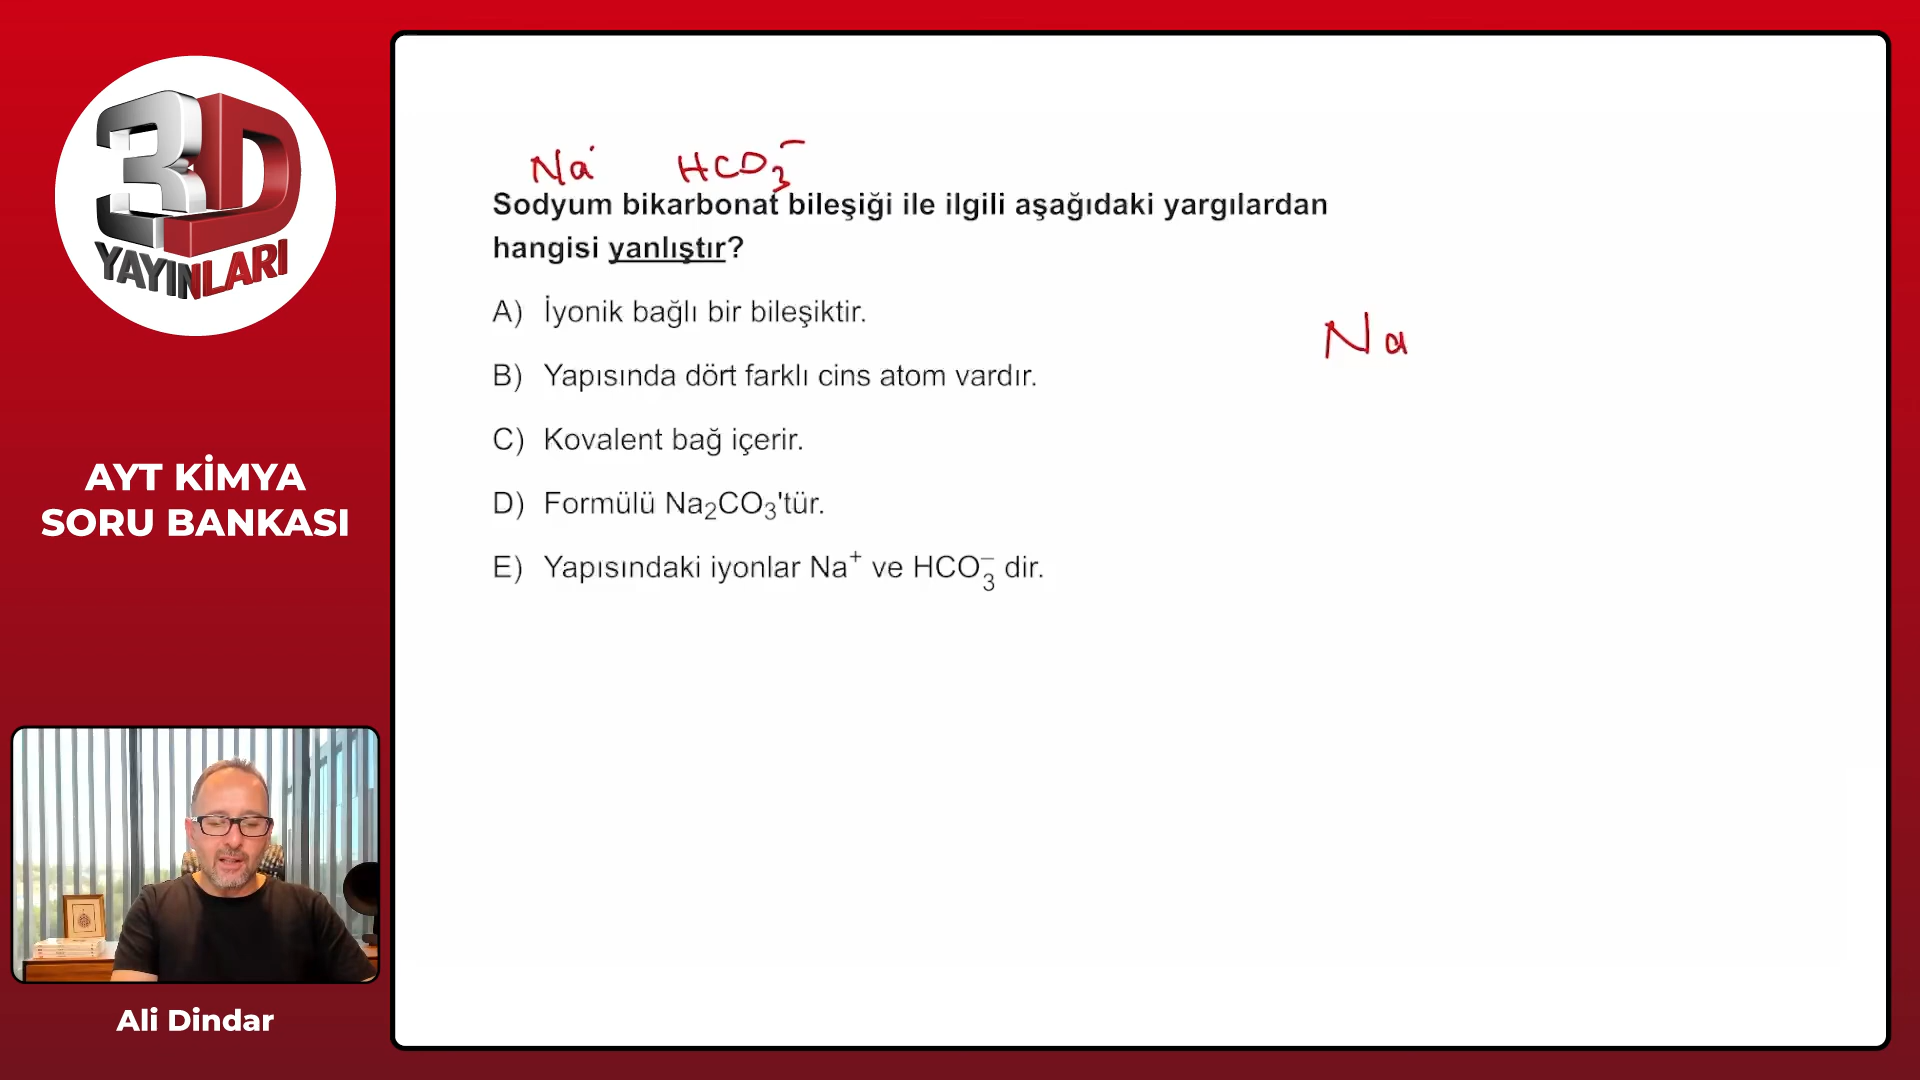 3D
YAYINLARI
AYT KİMYA
SORU BANKASI
Ali Dindar
Na⁺ HCO₃⁻
Sodyum bikarbonat bileşiği ile ilgili aşağıdaki yargılardan
hangisi yanlıştır?
A) İyonik bağlı bir bileşiktir.
Na
B) Yapısında dört farklı cins atom vardır.
C) Kovalent bağ içerir.
D) Formülü Na₂CO₃'tür.
E) Yapısındaki iyonlar Na⁺ ve HCO₃⁻ dir.